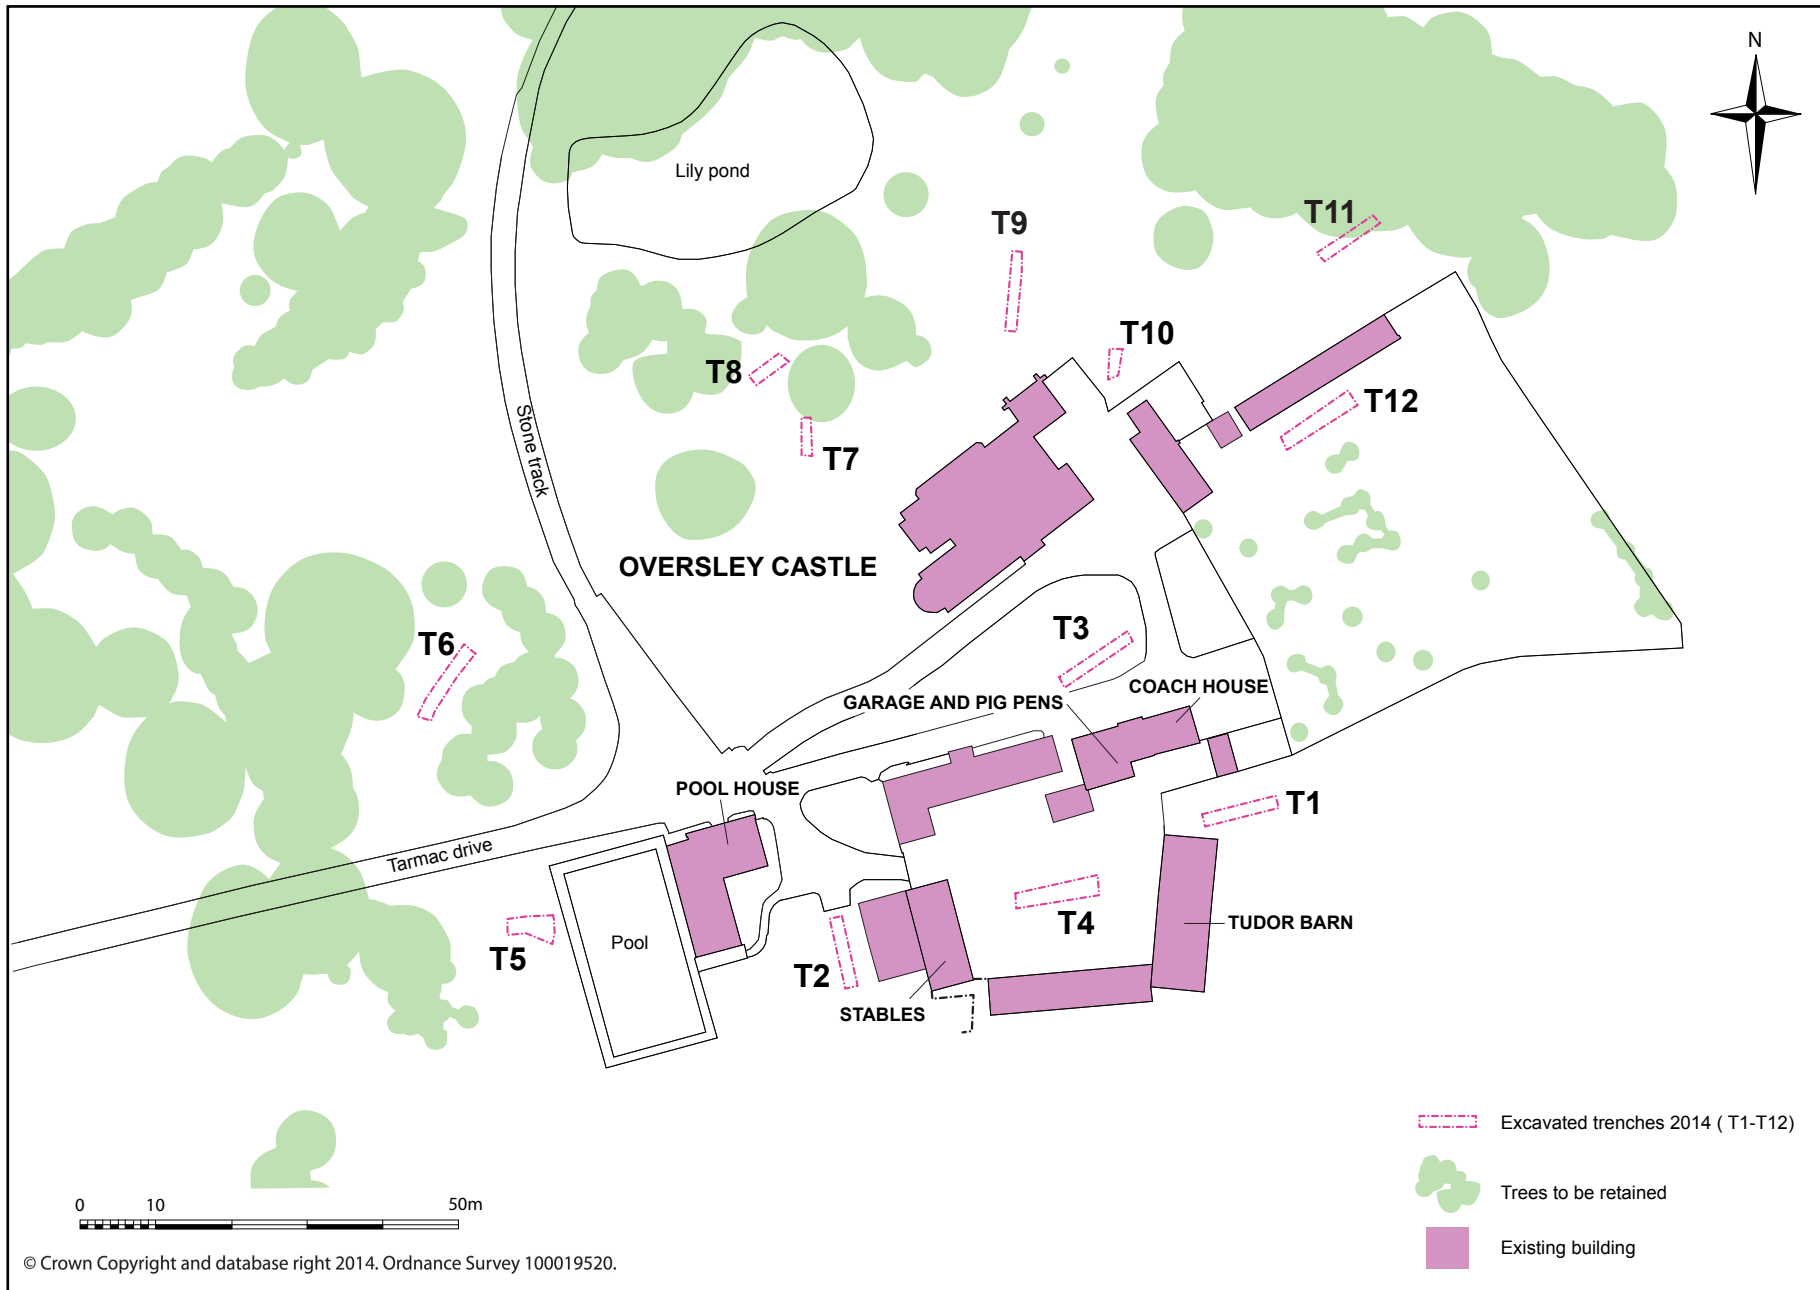 N
Lily pond
T9
T11
T10
T8
T12
Stone track
T7
OVERSLEY CASTLE
T6
T3
COACH HOUSE
GARAGE AND PIG PENS
POOL HOUSE
T1
Tarmac drive
T4
TUDOR BARN
Pool
T5
T2
STABLES
Excavated trenches 2014 ( T1-T12)
Trees to be retained
Existing building
0 10 50m
© Crown Copyright and database right 2014. Ordnance Survey 100019520.